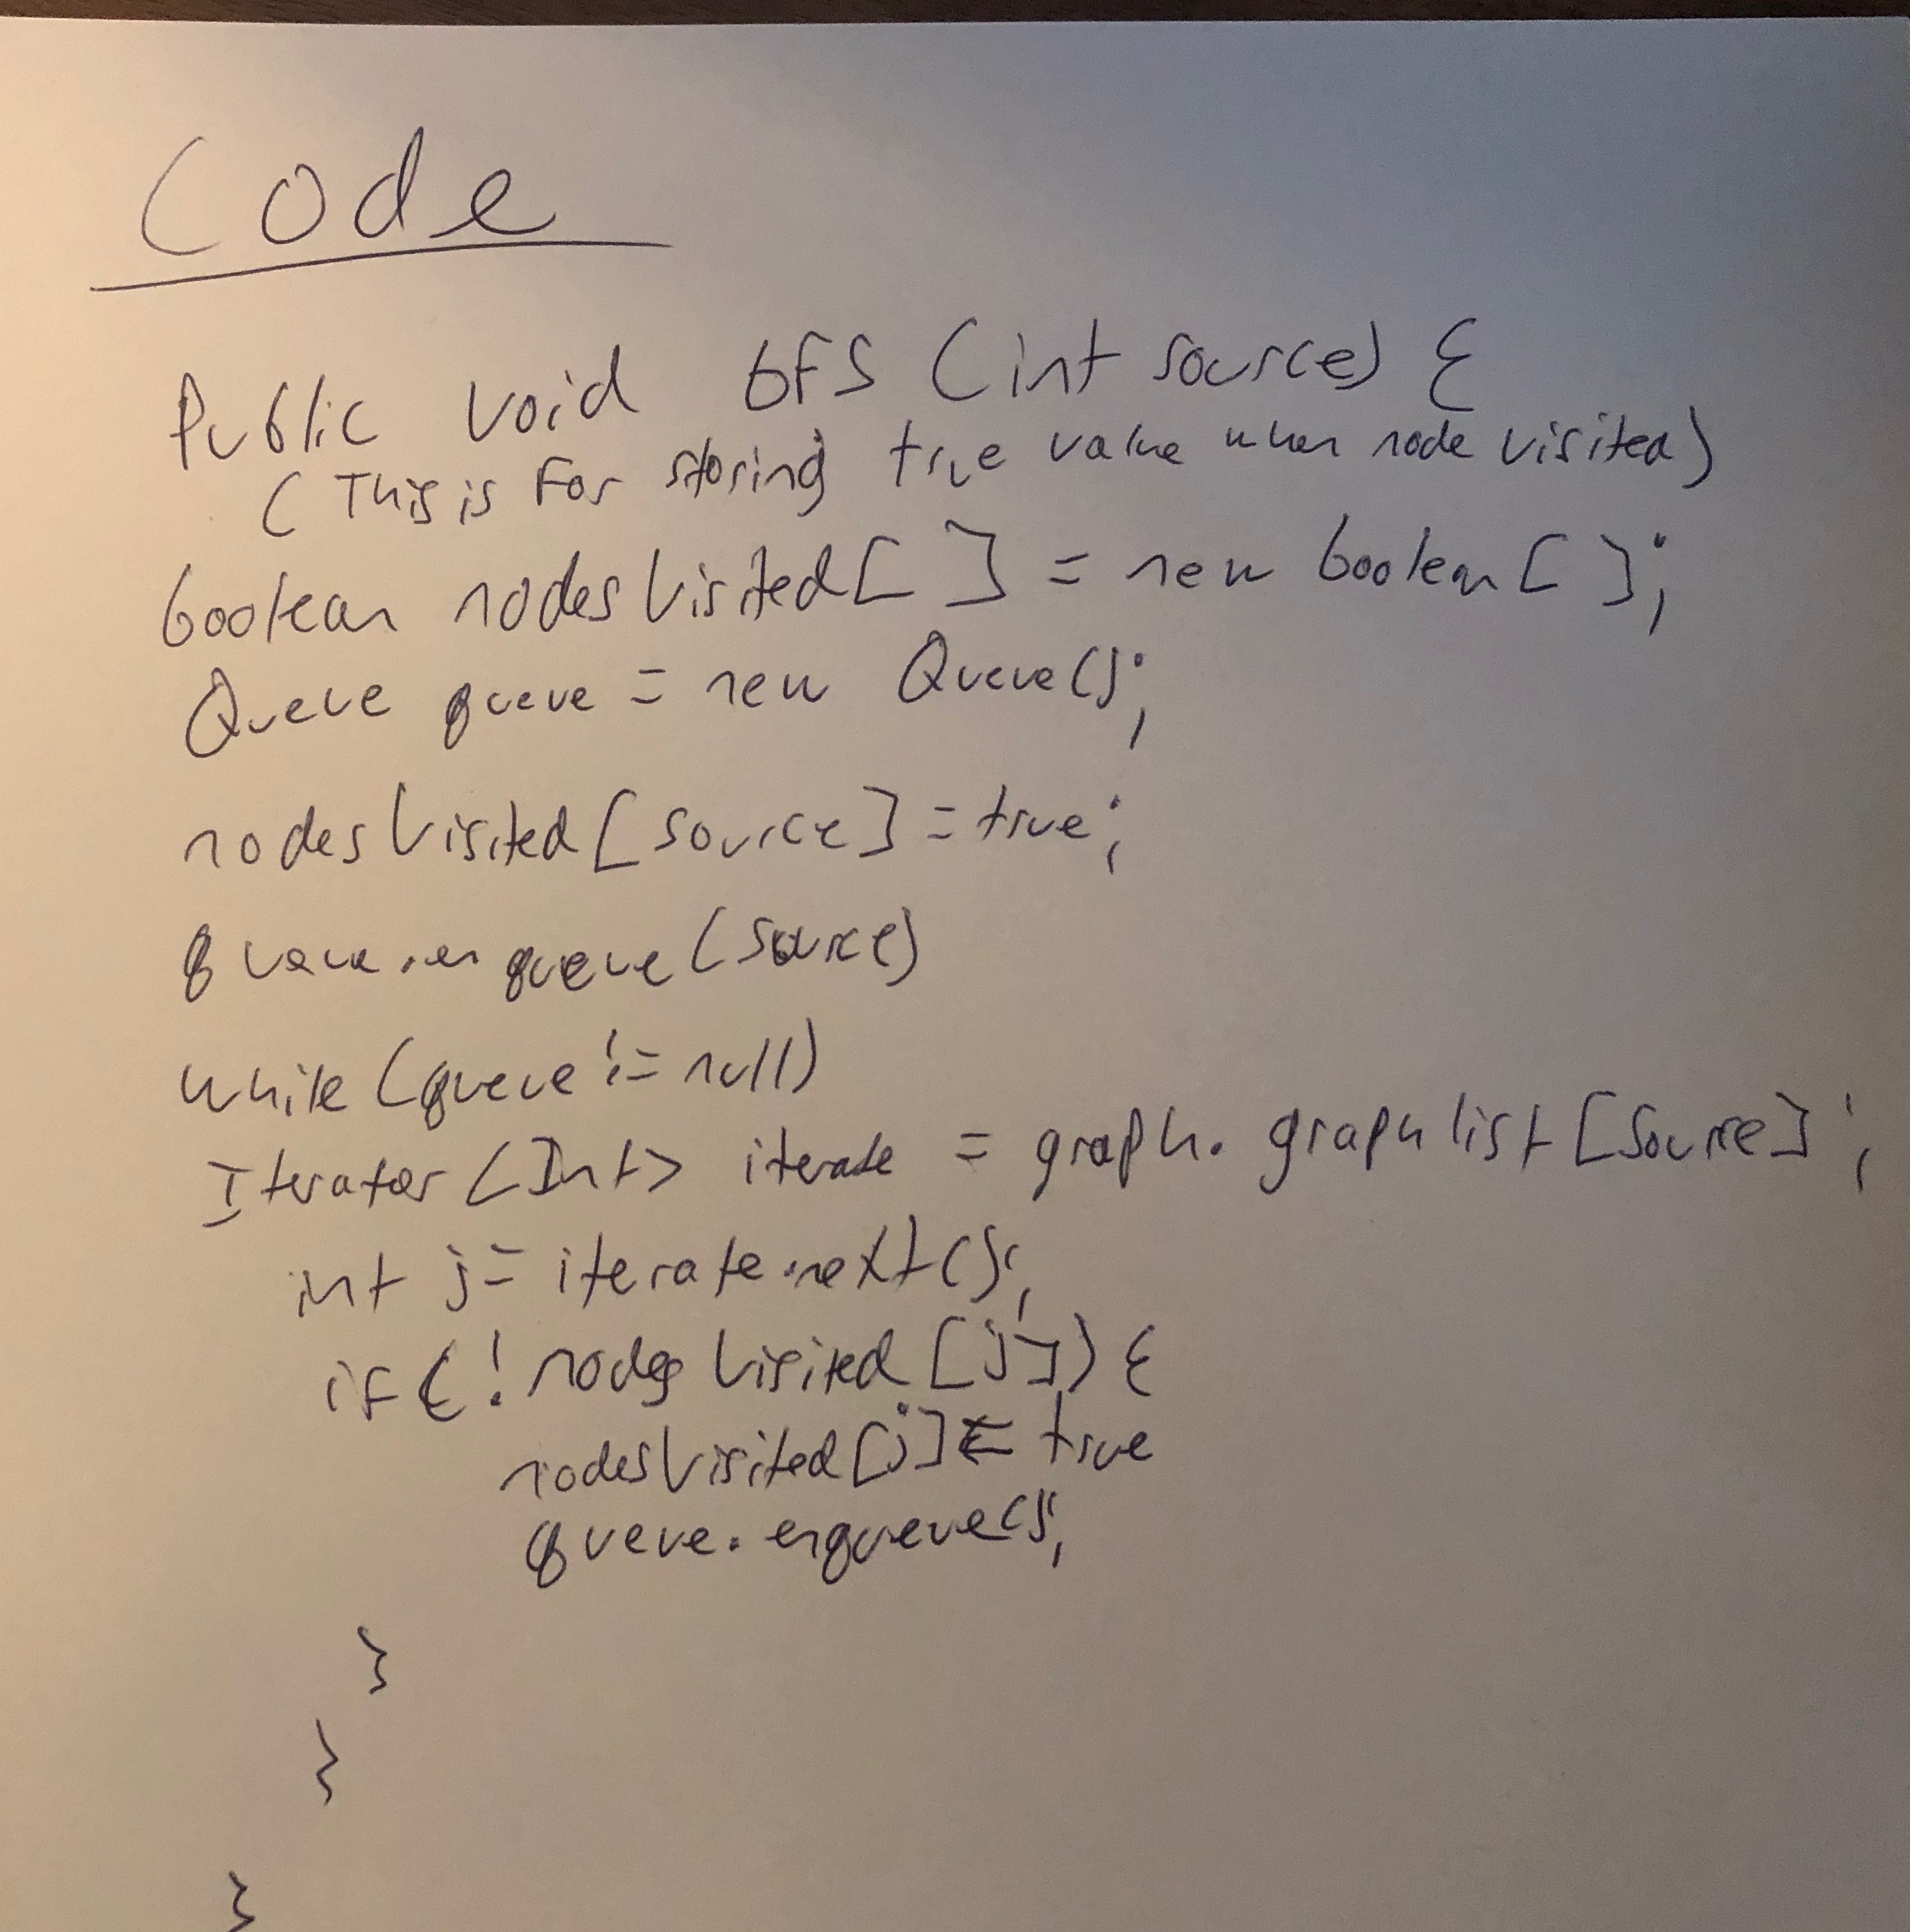 Code
Public void bfs (int source) {
( This is for storing true value when node visited)
boolean nodesVisited[ ] = new boolean[ ];
Queue queue = new Queue();
nodesVisited[source] = true;
queue.enqueue(source)
while (queue != null)
Iterator <Int> iterate = graph.graphlist[source];
int j = iterate.next();
if (! nodesVisited[j]) {
nodesVisited[j] = true
queue.enqueue();
}
}
}